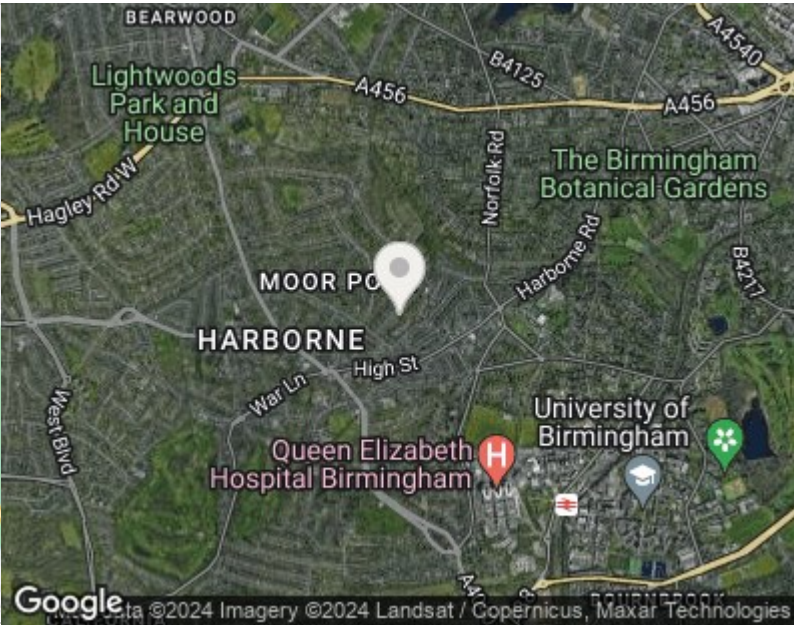 BEARWOOD
A4540
B4125
Lightwoods
Park and
House
A456
A456
Norfolk Rd
The Birmingham
Botanical Gardens
Hagley Rd W
Harborne Rd
B4217
MOOR PO
HARBORNE
High St
War Ln
West Blvd
University of
Birmingham
Queen Elizabeth
Hospital Birmingham
H
BOURNBROOK
Google
©2024 Imagery ©2024 Landsat / Copernicus, Maxar Technologies